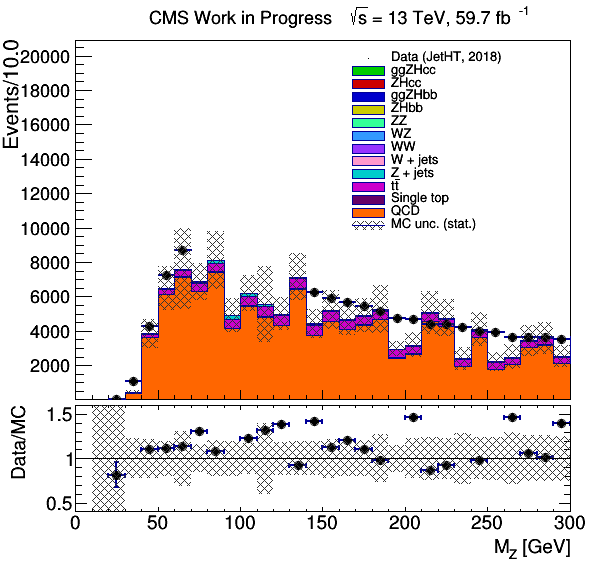 CMS Work in Progress √s = 13 TeV, 59.7 fb⁻¹
Events/10.0
20000
18000
16000
14000
12000
10000
8000
6000
4000
2000
Data (JetHT, 2018)
ggZHcc
ZHcc
ggZHbb
ZHbb
ZZ
WZ
WW
W + jets
Z + jets
tt̄
Single top
QCD
MC unc. (stat.)
Data/MC
1.5
1
0.5
0 50 100 150 200 250 300
M_Z [GeV]